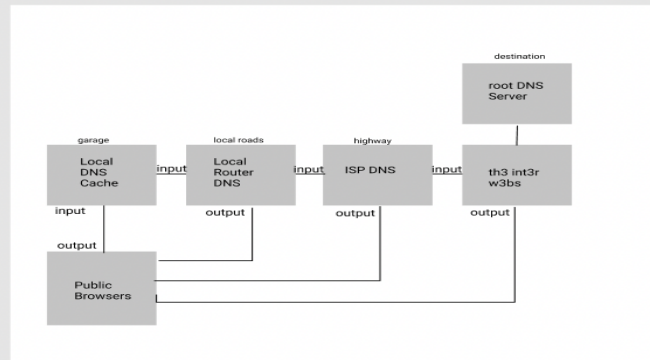 destination
root DNS
Server
garage
local roads
highway
Local
DNS
Cache
input
Local
Router
DNS
input
ISP DNS
input
th3 int3r
w3bs
input
output
output
output
output
Public
Browsers